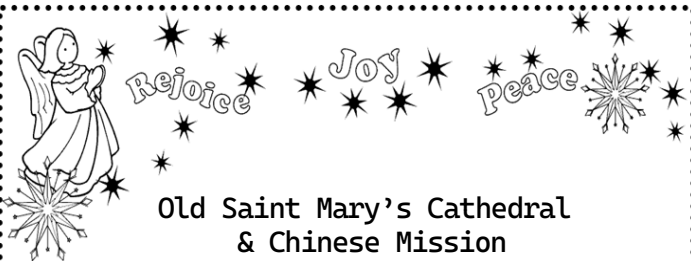 Rejoice Joy Peace
Old Saint Mary's Cathedral
& Chinese Mission